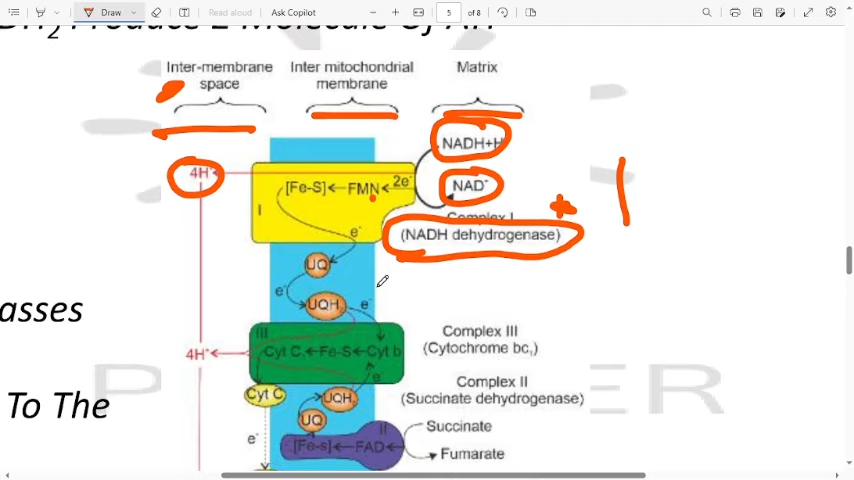 Draw
Read aloud
Ask Copilot
5
of 8
Inter-membrane
space
Inter mitochondrial
membrane
Matrix
NADH+H
4H⁺
[Fe-S]
FMN
2e⁻
NAD⁺
I
Complex I
(NADH dehydrogenase)
e⁻
UQ
e⁻
UQH
e⁻
asses
III
4H⁺
Cyt C₁
Fe-S
Cyt b
Complex III
(Cytochrome bc₁)
e⁻
Complex II
(Succinate dehydrogenase)
Cyt C
UQH
To The
UQ
II
Succinate
e⁻
[Fe-s]
FAD
Fumarate